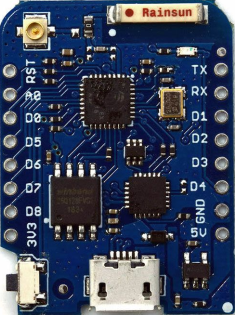 Rainsun
RST
A0
D0
D5
D6
D7
D8
3V3
TX
RX
D1
D2
D3
D4
GND
5V